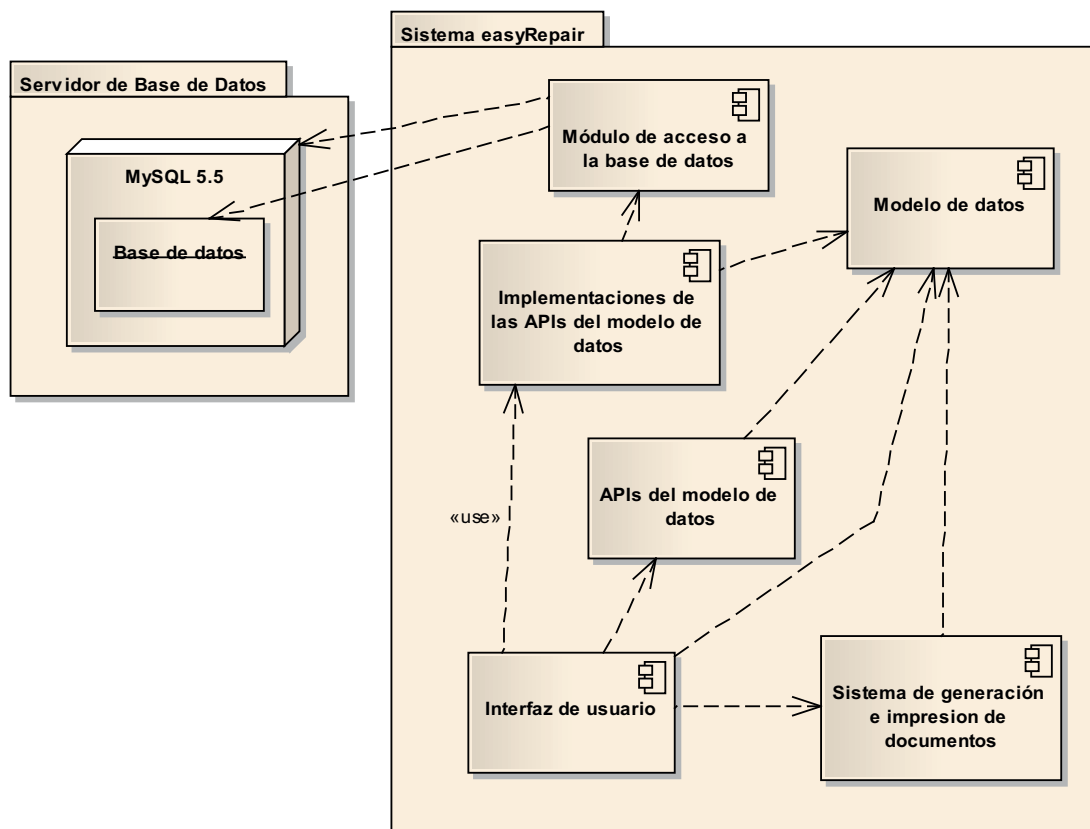 Sistema easyRepair
Servidor de Base de Datos
MySQL 5.5
Base de datos
Módulo de acceso a
la base de datos
Modelo de datos
Implementaciones de
las APIs del modelo de
datos
APIs del modelo de
datos
«use»
Interfaz de usuario
Sistema de generación
e impresion de
documentos